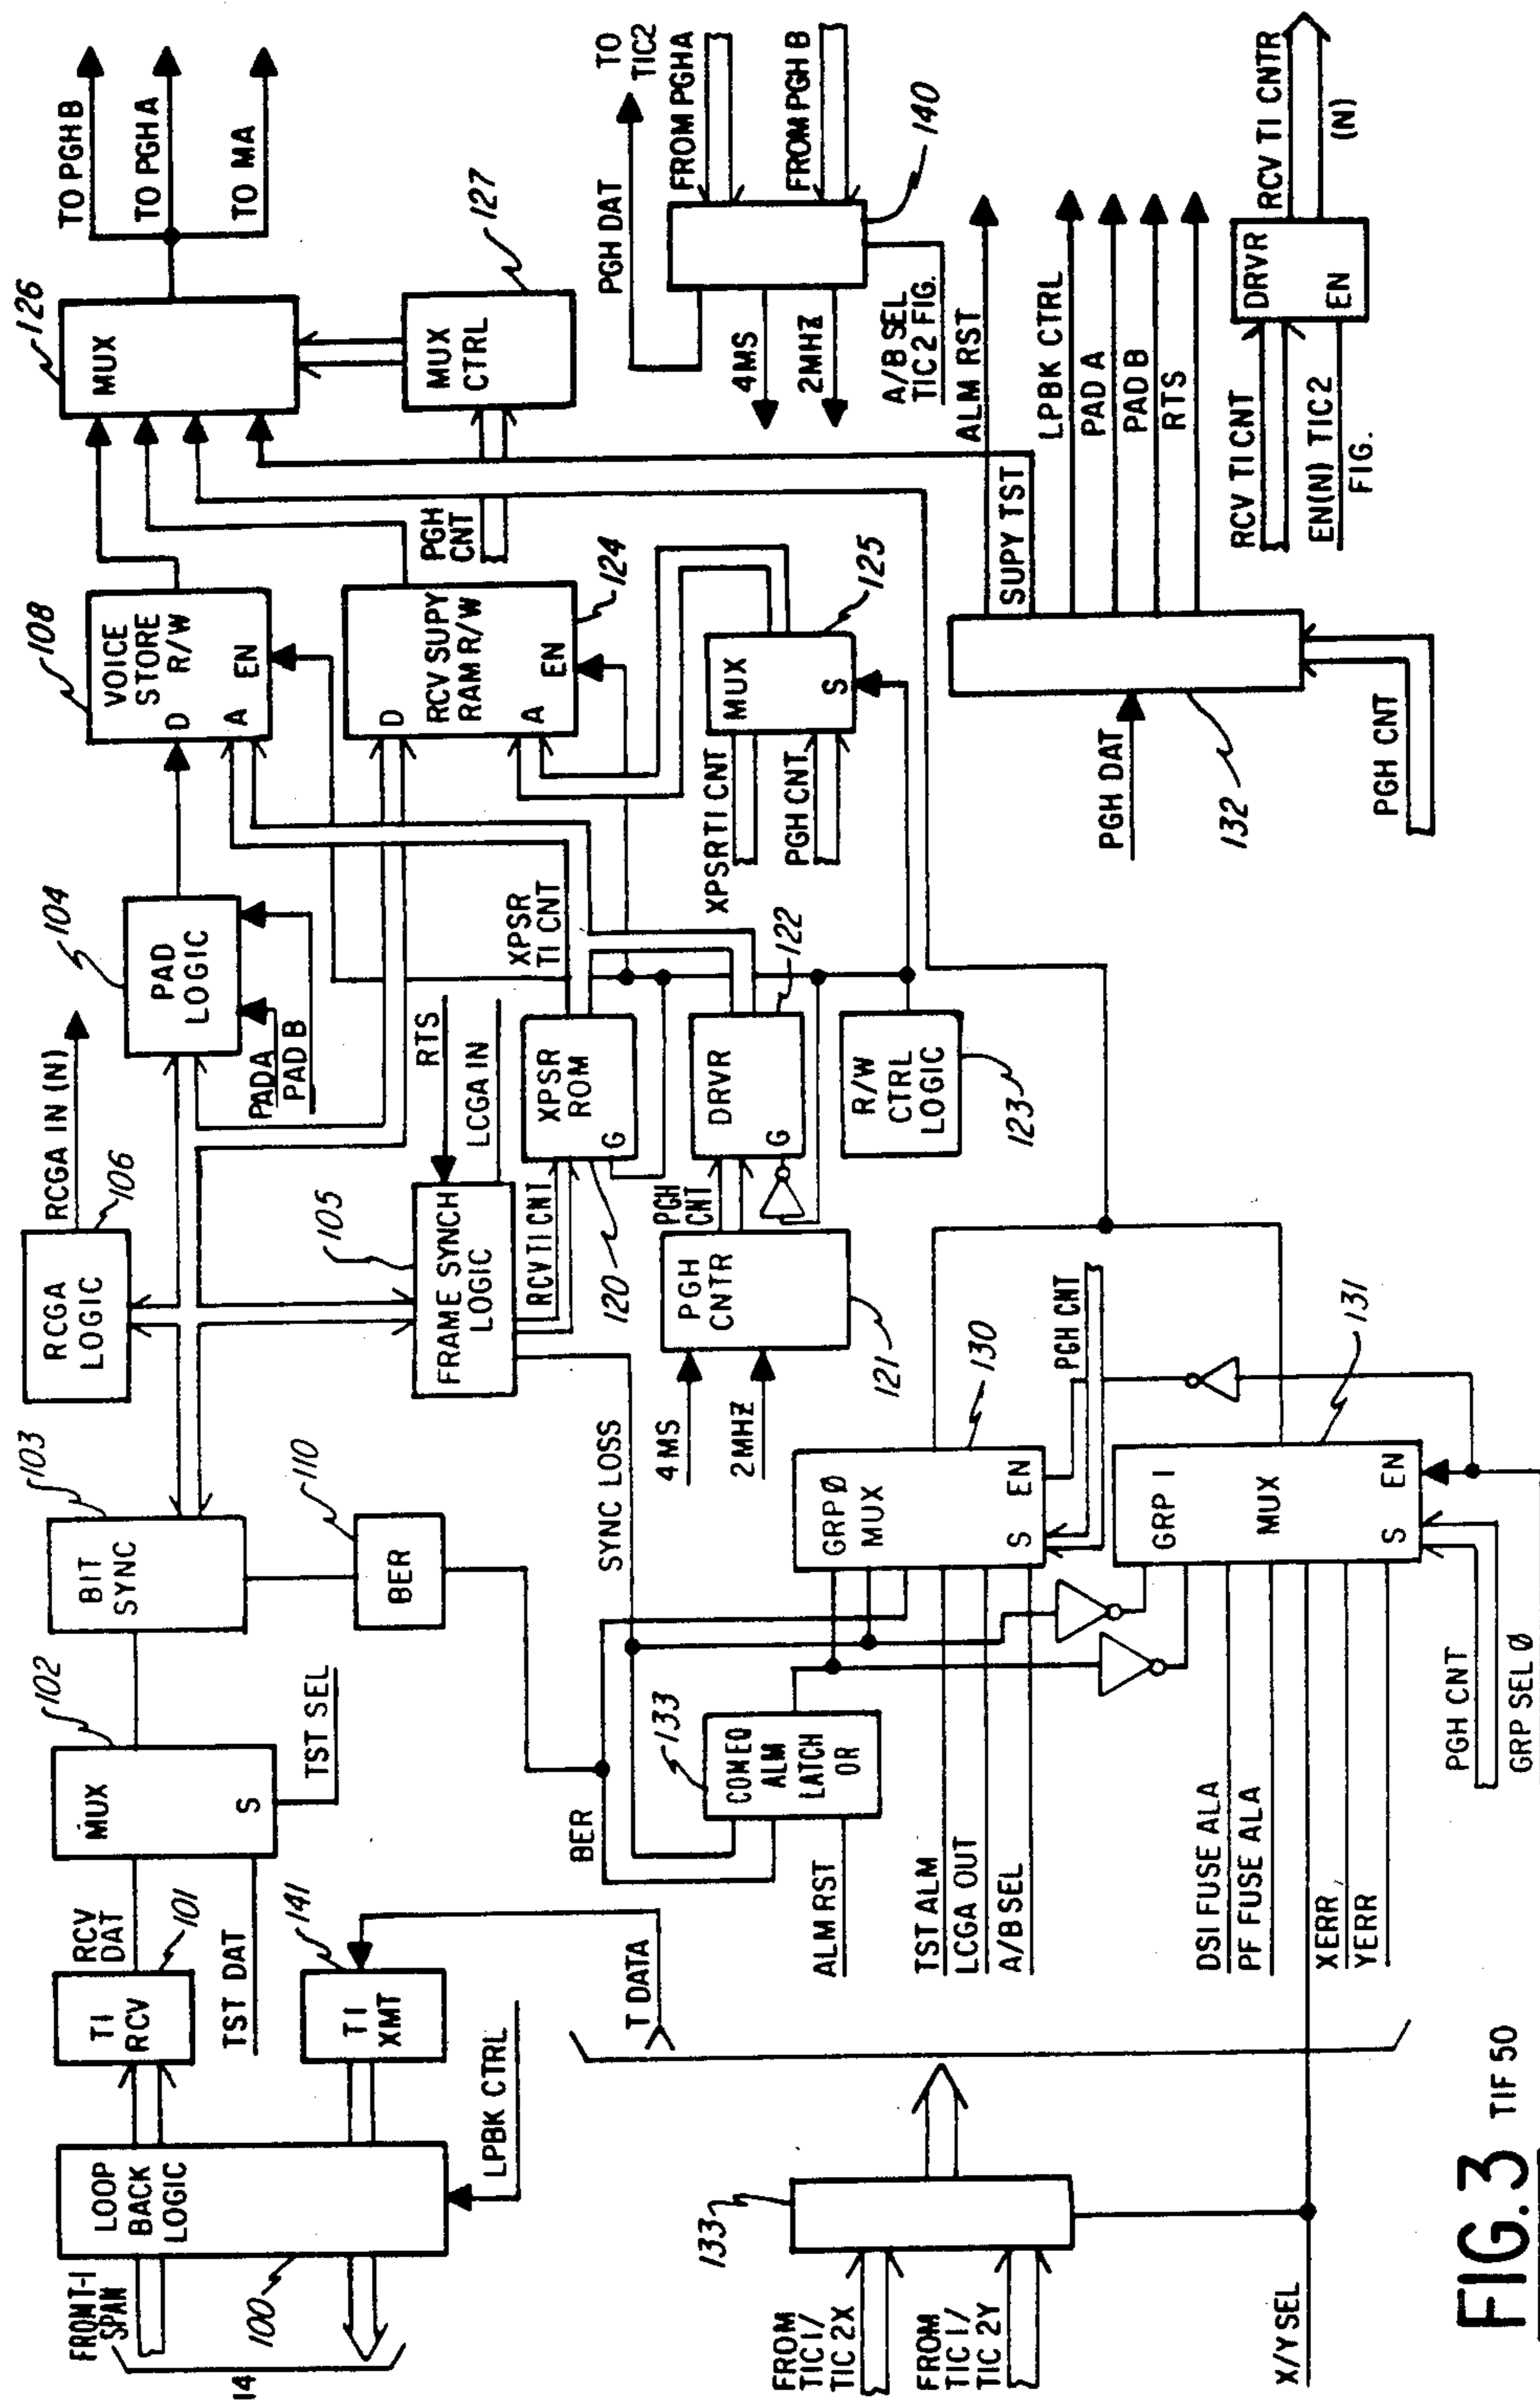 FROM T-1
SPAN
14
100
LOOP
BACK
LOGIC
LPBK CTRL
T1
RCV
101
RCV
DAT
TST DAT
T1
XMT
141
T DATA
MUX
S
102
TST SEL
BIT
SYNC
103
BER
110
RCGA
LOGIC
106
RCGA IN (N)
PAD
LOGIC
104
PADA
PAD B
FRAME SYNCH
LOGIC
105
RTS
LCGA IN
RCV T1 CNT
SYNC LOSS
XPSR
ROM
G
120
XPSR
T1 CNT
PGH
CNTR
121
4MS
2MHZ
PGH
CNT
DRVR
G
122
R/W
CTRL
LOGIC
123
VOICE
STORE
R/W
D
A
EN
108
RCV SUPY
RAM R/W
D
A
EN
124
MUX
S
125
XPSRT1 CNT
PGH CNT
MUX
126
MUX
CTRL
127
PGH
CNT
TO PGH B
TO PGH A
TO MA
PGH DAT
TO
TIC2
FROM PGHA
FROM PGH B
140
4MS
2MHZ
A/B SEL
TIC2 FIG.
ALM RST
SUPY TST
LPBK CTRL
PAD A
PAD B
RTS
PGH DAT
132
PGH CNT
RCV T1CNT
EN(N) TIC2
FIG.
DRVR
EN
RCV T1 CNTR
(N)
BER
COMEQ
ALM
LATCH
OR
133
ALM RST
TST ALM
LCGA OUT
A/B SEL
GRP Ø
MUX
S
EN
130
PGH CNT
GRP 1
MUX
S
EN
131
DSI FUSE ALA
PF FUSE ALA
XERR
YERR
PGH CNT
GRP SEL Ø
133
FROM
TIC1/
TIC 2X
FROM
TIC1/
TIC 2Y
X/Y SEL
FIG. 3 TIF 50